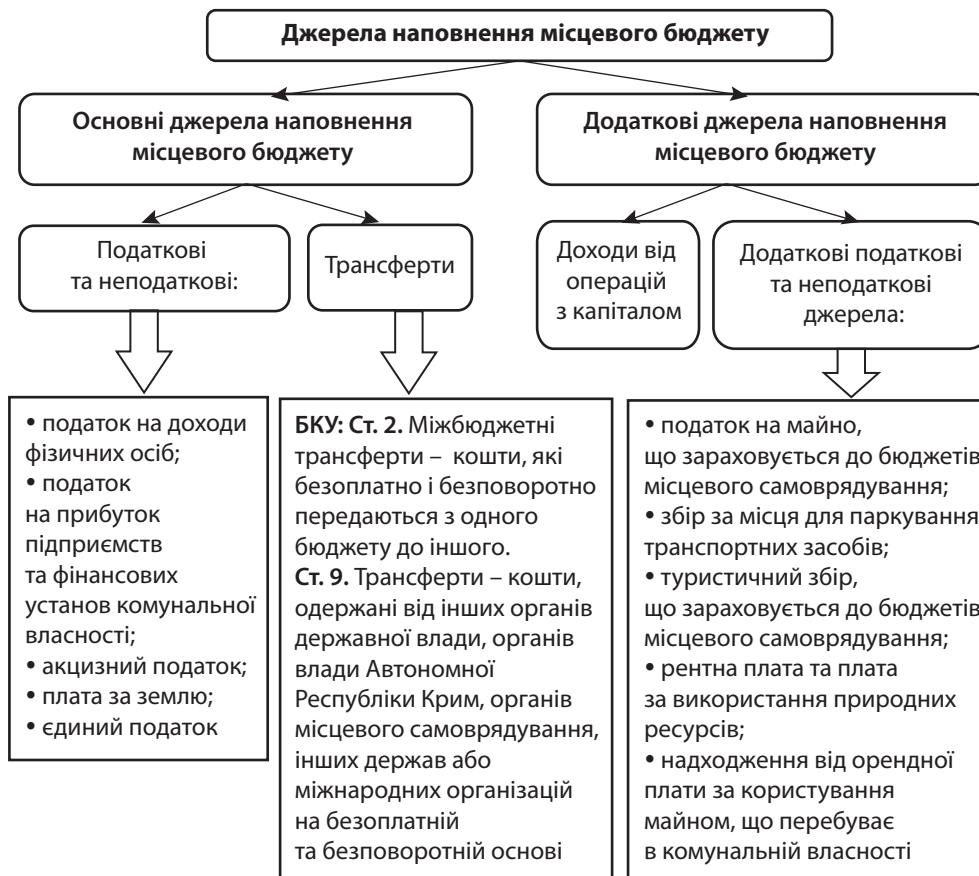 Джерела наповнення місцевого бюджету
Основні джерела наповнення
місцевого бюджету
Додаткові джерела наповнення
місцевого бюджету
Податкові
та неподаткові:
Трансферти
Доходи від
операцій
з капіталом
Додаткові податкові
та неподаткові
джерела:
• податок на доходи
фізичних осіб;
• податок
на прибуток
підприємств
та фінансових
установ комунальної
власності;
• акцизний податок;
• плата за землю;
• єдиний податок
БКУ: Ст. 2. Міжбюджетні
трансферти – кошти, які
безоплатно і безповоротно
передаються з одного
бюджету до іншого.
Ст. 9. Трансферти – кошти,
одержані від інших органів
державної влади, органів
влади Автономної
Республіки Крим, органів
місцевого самоврядування,
інших держав або
міжнародних організацій
на безоплатній
та безповоротній основі
• податок на майно,
що зараховується до бюджетів
місцевого самоврядування;
• збір за місця для паркування
транспортних засобів;
• туристичний збір,
що зараховується до бюджетів
місцевого самоврядування;
• рентна плата та плата
за використання природних
ресурсів;
• надходження від орендної
плати за користування
майном, що перебуває
в комунальній власності